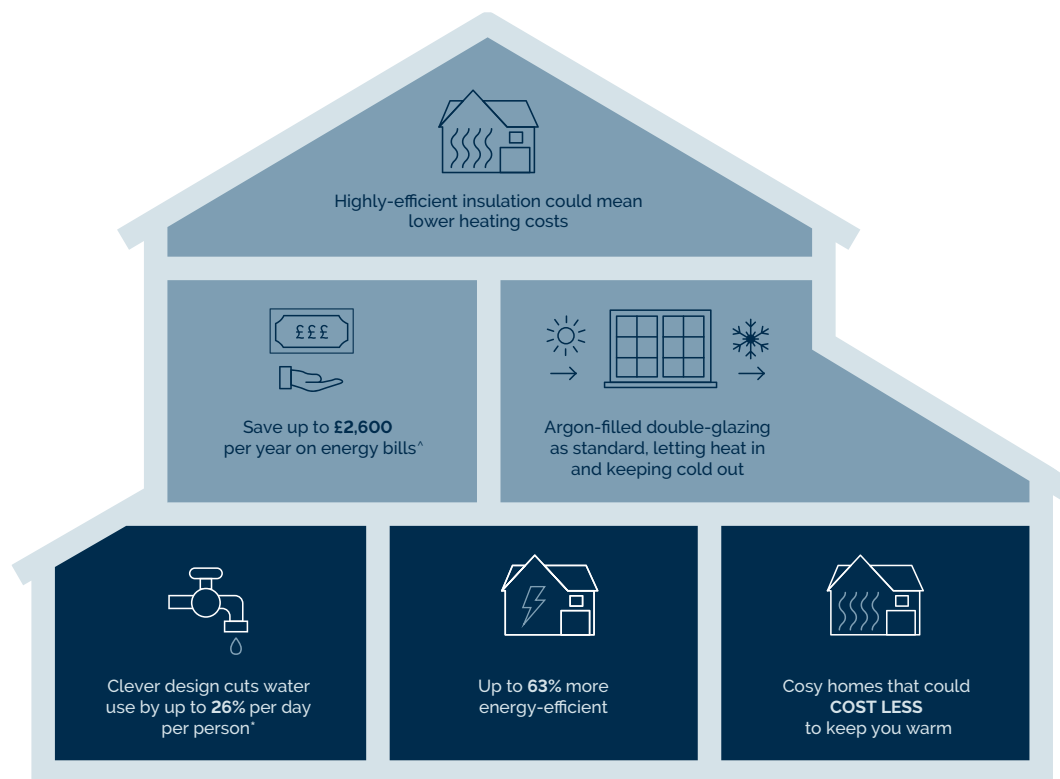 Highly-efficient insulation could mean
lower heating costs
£££
Save up to £2,600
per year on energy bills^
Argon-filled double-glazing
as standard, letting heat in
and keeping cold out
Clever design cuts water
use by up to 26% per day
per person*
Up to 63% more
energy-efficient
Cosy homes that could
COST LESS
to keep you warm